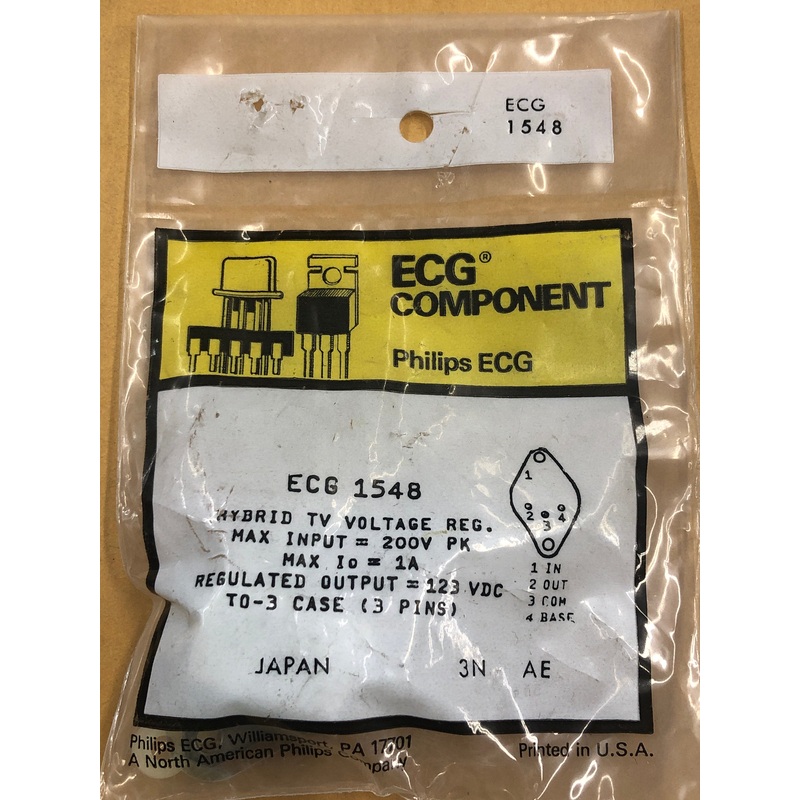 ECG
1548
ECG®
COMPONENT
Philips ECG
ECG 1548
HYBRID TV VOLTAGE REG.
MAX INPUT = 200V PK
MAX Io = 1A
REGULATED OUTPUT = 123 VDC
TO-3 CASE (3 PINS)
1
2
3
4
1 IN
2 OUT
3 COM
4 BASE
JAPAN 3N AE
Philips ECG, Williamsport, PA 17701
A North American Philips Company
Printed in U.S.A.